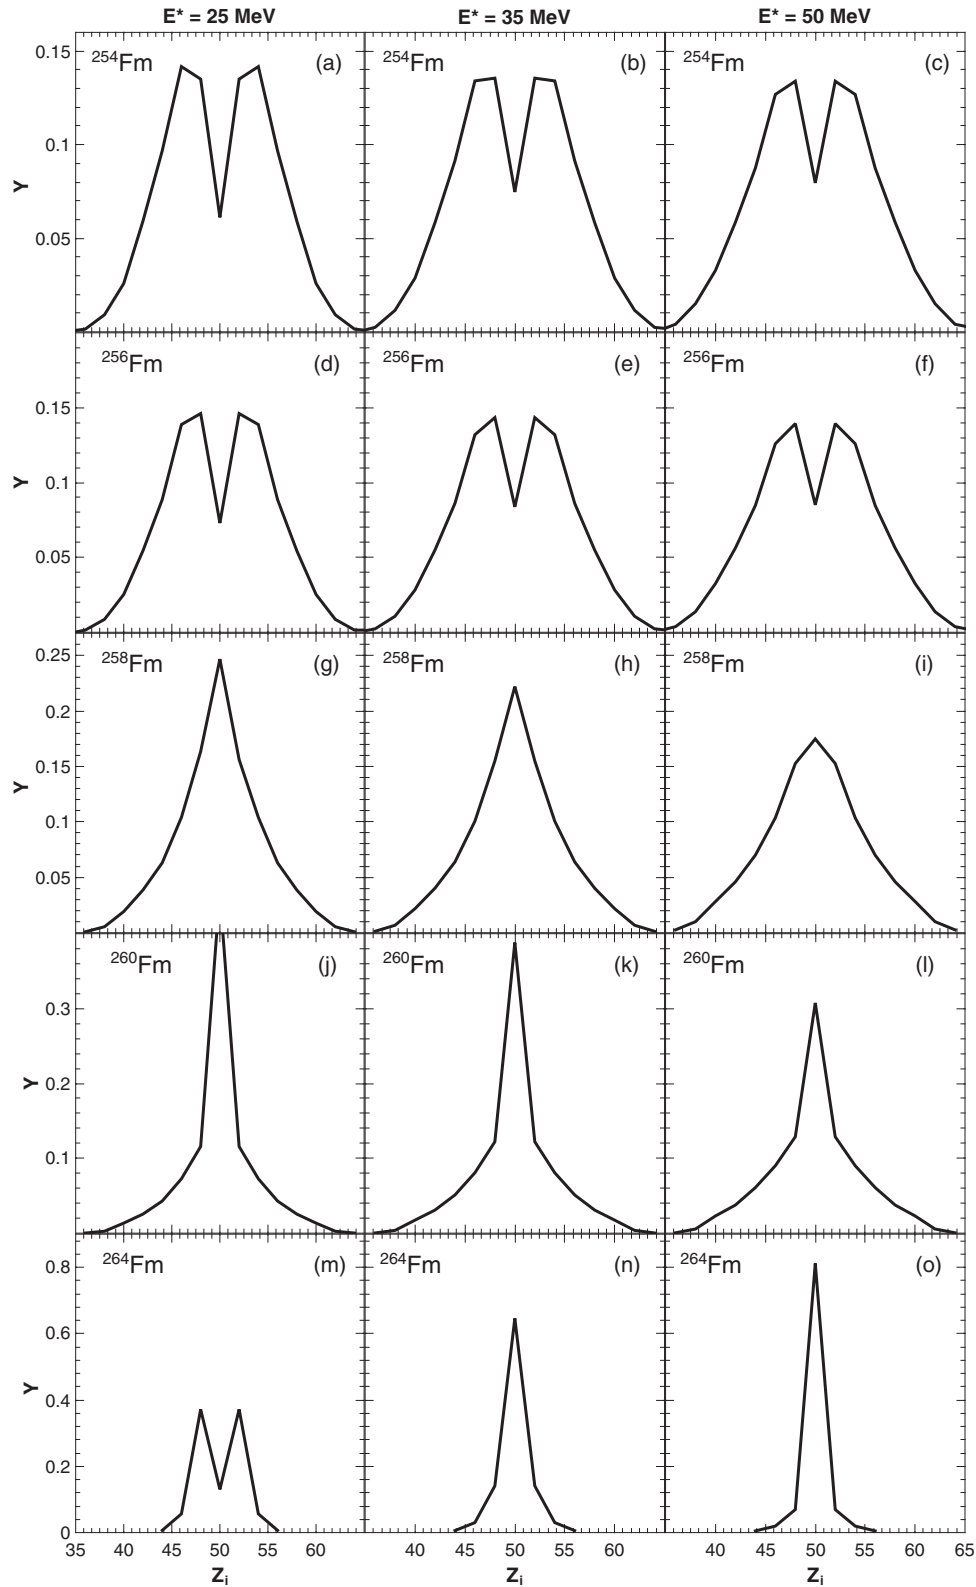 E* = 25 MeV E* = 35 MeV E* = 50 MeV
0.15 ²⁵⁴Fm (a) ²⁵⁴Fm (b) ²⁵⁴Fm (c)
0.1
Y
0.05
²⁵⁶Fm (d) ²⁵⁶Fm (e) ²⁵⁶Fm (f)
0.15
0.1
Y
0.05
0.25 ²⁵⁸Fm (g) ²⁵⁸Fm (h) ²⁵⁸Fm (i)
0.2
0.15
Y
0.1
0.05
²⁶⁰Fm (j) ²⁶⁰Fm (k) ²⁶⁰Fm (l)
0.3
0.2
Y
0.1
0.8 ²⁶⁴Fm (m) ²⁶⁴Fm (n) ²⁶⁴Fm (o)
0.6
0.4
Y
0.2
0
35 40 45 50 55 60 40 45 50 55 60 40 45 50 55 60 65
Zᵢ Zᵢ Zᵢ